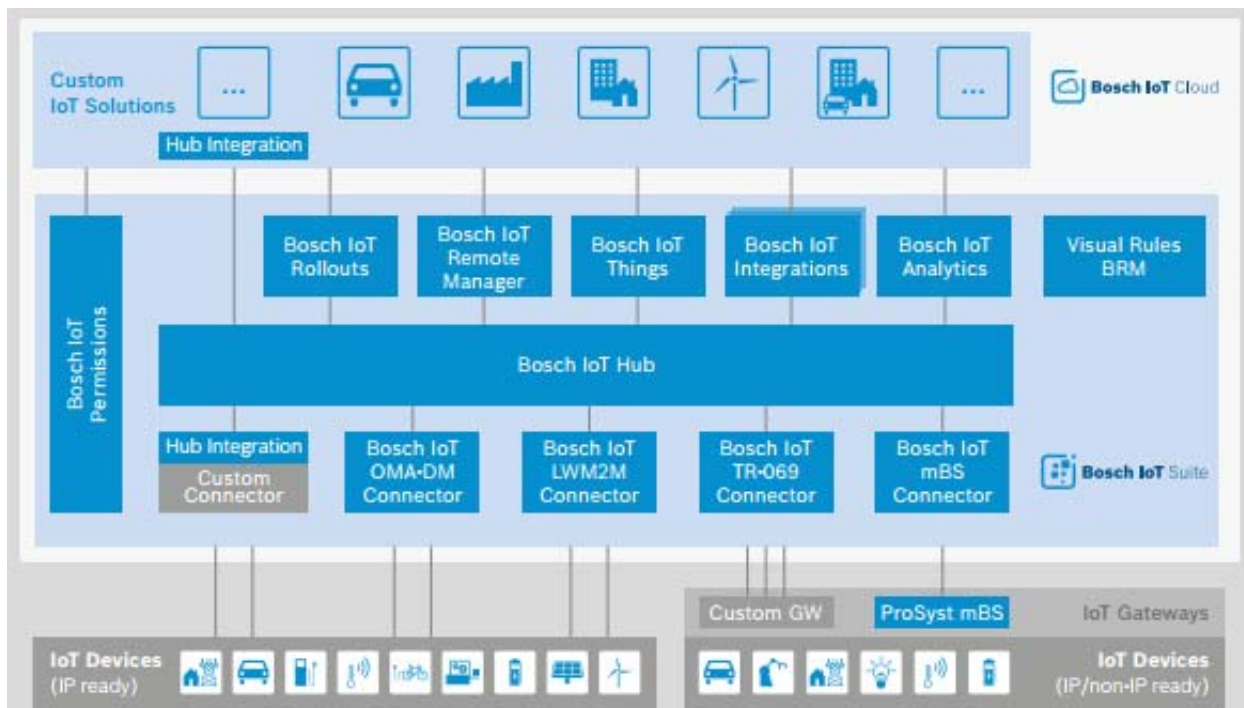 Custom
IoT Solutions
...
...
Bosch IoT Cloud
Hub Integration
Bosch IoT
Permissions
Bosch IoT
Rollouts
Bosch IoT
Remote
Manager
Bosch IoT
Things
Bosch IoT
Integrations
Bosch IoT
Analytics
Visual Rules
BRM
Bosch IoT Hub
Hub Integration
Custom
Connector
Bosch IoT
OMA-DM
Connector
Bosch IoT
LWM2M
Connector
Bosch IoT
TR-069
Connector
Bosch IoT
mBS
Connector
Bosch IoT Suite
Custom GW
ProSyst mBS
IoT Gateways
IoT Devices
(IP ready)
IoT Devices
(IP/non-IP ready)